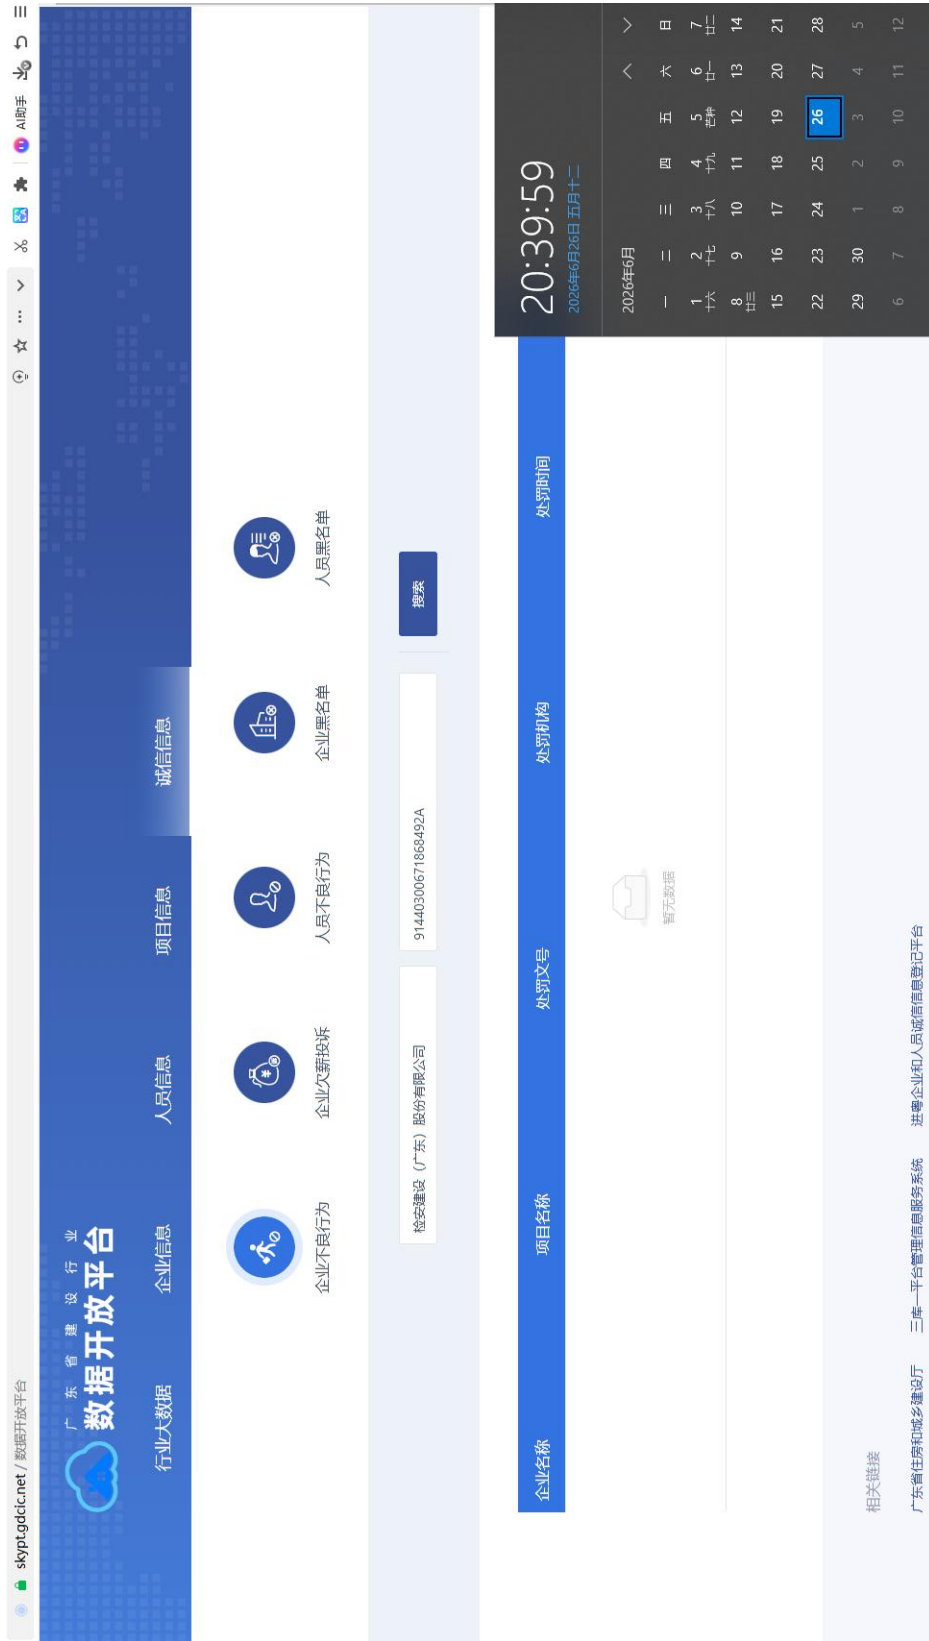 skypt.gdcic.net / 数据开放平台
AI助手
广东省建设行业
数据开放平台
行业大数据 企业信息 人员信息 项目信息 诚信信息
企业不良行为 企业欠薪投诉 人员不良行为 企业黑名单 人员黑名单
检安建设（广东）股份有限公司 91440300671868492A 搜索
企业名称 项目名称 处罚文号 处罚机构 处罚时间
暂无数据
相关链接
广东省住房和城乡建设厅 三库一平台管理信息服务系统 进粤企业和人员诚信信息登记平台
20:39:59
2026年6月26日 五月十二
2026年6月
一 二 三 四 五 六 日
1 2 3 4 5 6 7
十六 十七 十八 十九 芒种 廿一 廿二
8 9 10 11 12 13 14
廿三
15 16 17 18 19 20 21
22 23 24 25 26 27 28
29 30 1 2 3 4 5
6 7 8 9 10 11 12